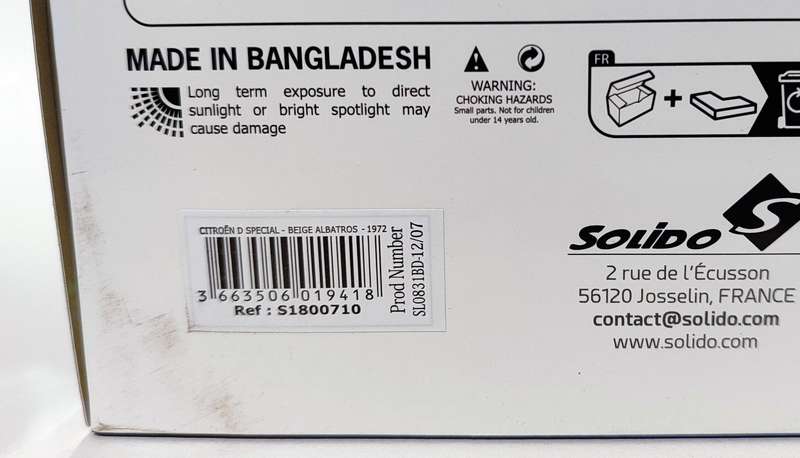 MADE IN BANGLADESH
Long term exposure to direct
sunlight or bright spotlight may
cause damage
WARNING:
CHOKING HAZARDS
Small parts. Not for children
under 14 years old.
FR
+
CITROËN D SPECIAL - BEIGE ALBATROS - 1972
3 663506 019418
Ref : S1800710
Prod Number
SL0831BD-12/07
SOLIDO
2 rue de l'Écusson
56120 Josselin, FRANCE
contact@solido.com
www.solido.com